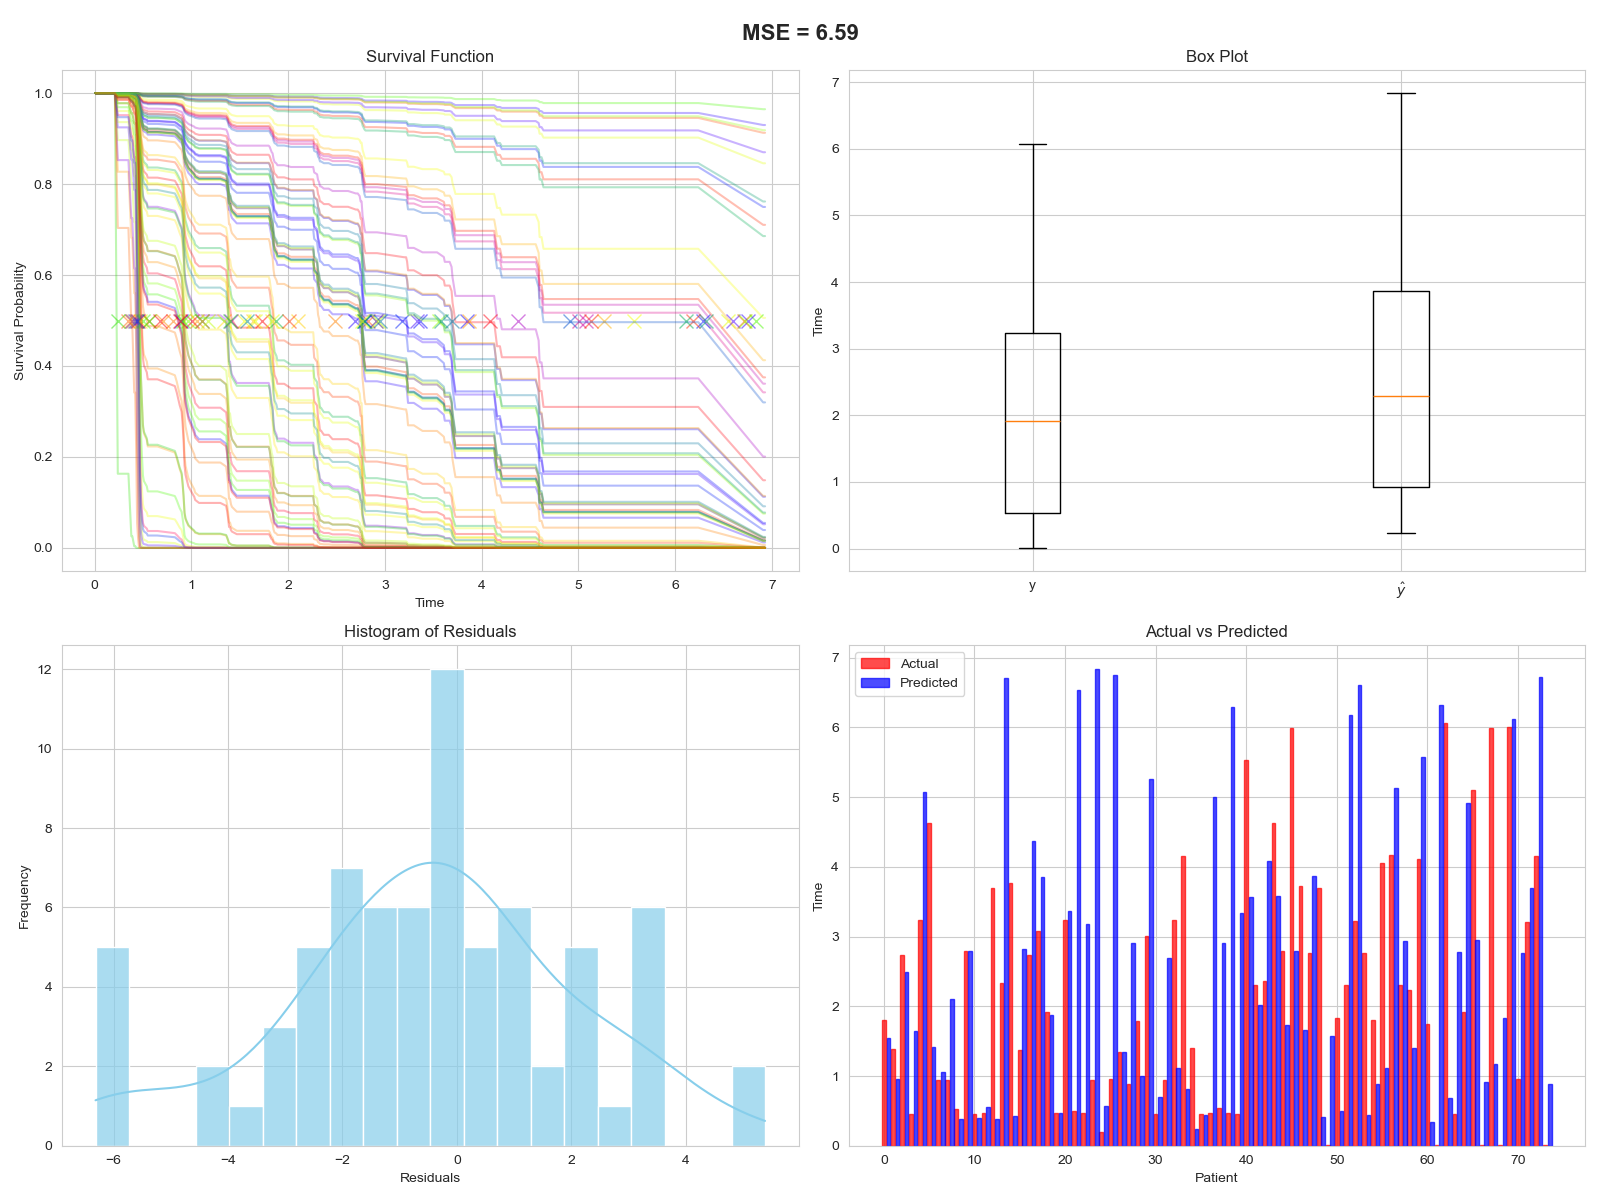 MSE = 6.59
Survival Function
Survival Probability
1.0
0.8
0.6
0.4
0.2
0.0
0 1 2 3 4 5 6 7
Time
Box Plot
Time
7
6
5
4
3
2
1
0
y ŷ
Histogram of Residuals
Frequency
12
10
8
6
4
2
0
−6 −4 −2 0 2 4
Residuals
Actual vs Predicted
Actual
Predicted
Time
7
6
5
4
3
2
1
0
0 10 20 30 40 50 60 70
Patient